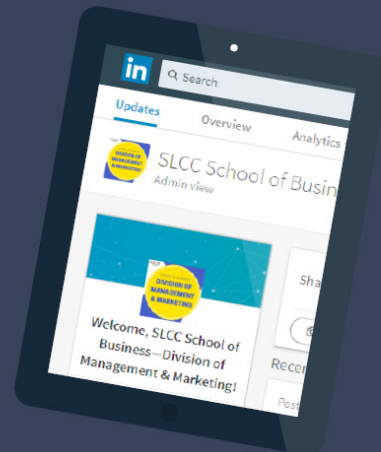 in
Search
Updates
Overview
Analytics
SLCC School of Busin
Admin view
DIVISION OF
MANAGEMENT
& MARKETING
DIVISION OF
MANAGEMENT
& MARKETING
Sha
Welcome, SLCC School of
Business—Division of
Management & Marketing!
Recen
Post